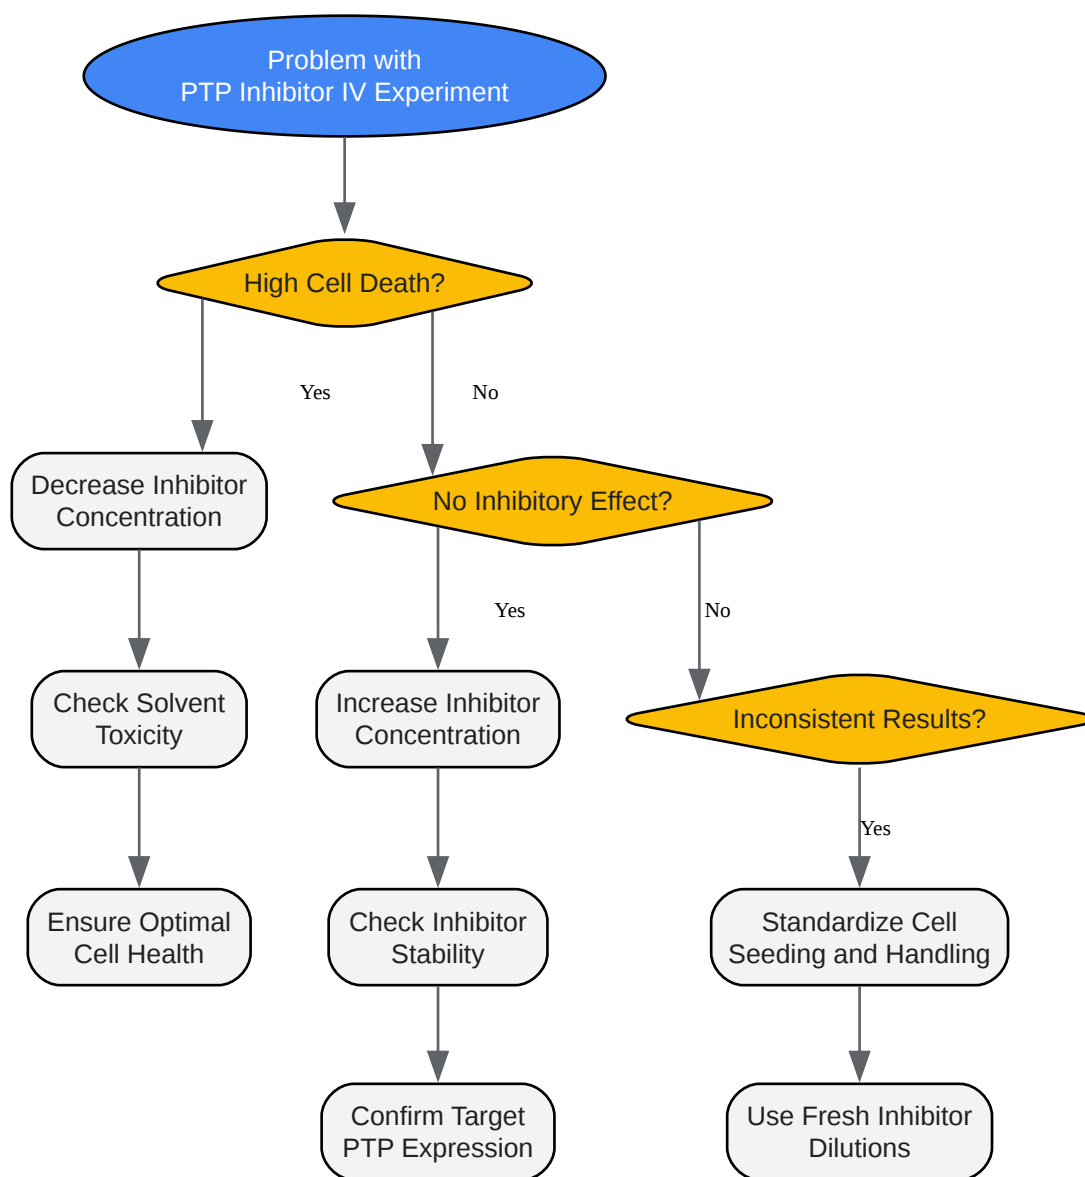 Problem with
PTP Inhibitor IV Experiment
High Cell Death?
Yes
No
Decrease Inhibitor
Concentration
No Inhibitory Effect?
Yes
No
Check Solvent
Toxicity
Increase Inhibitor
Concentration
Inconsistent Results?
Yes
Ensure Optimal
Cell Health
Check Inhibitor
Stability
Standardize Cell
Seeding and Handling
Confirm Target
PTP Expression
Use Fresh Inhibitor
Dilutions